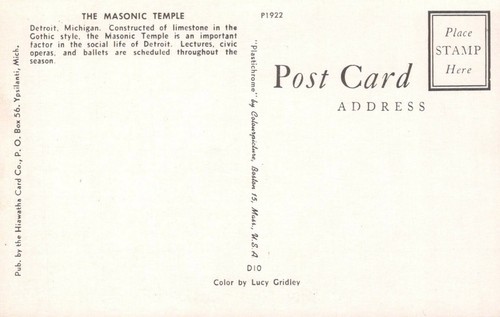 THE MASONIC TEMPLE
Detroit, Michigan. Constructed of limestone in the
Gothic style, the Masonic Temple is an important
factor in the social life of Detroit. Lectures, civic
operas, and ballets are scheduled throughout the
season.
Pub. by the Hiawatha Card Co., P. O. Box 56, Ypsilanti, Mich.
P1922
"Plastichrome" by Colourpicture, Boston 15, Mass., U.S.A
D10
Color by Lucy Gridley
Post Card
ADDRESS
Place
STAMP
Here